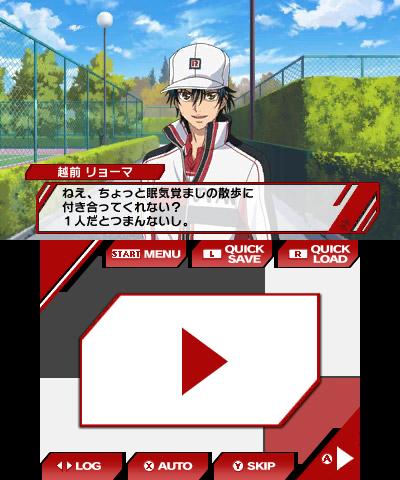 R
越前 リョーマ
ねえ、ちょっと眠気覚ましの散歩に
付き合ってくれない？
１人だとつまんないし。
START MENU
L QUICK SAVE
R QUICK LOAD
LOG
X AUTO
Y SKIP
A